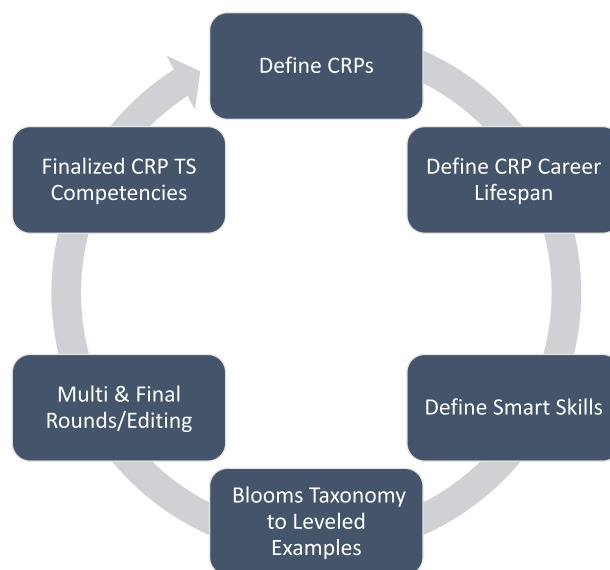 Define CRPs
Define CRP Career
Lifespan
Define Smart Skills
Blooms Taxonomy
to Leveled
Examples
Multi & Final
Rounds/Editing
Finalized CRP TS
Competencies